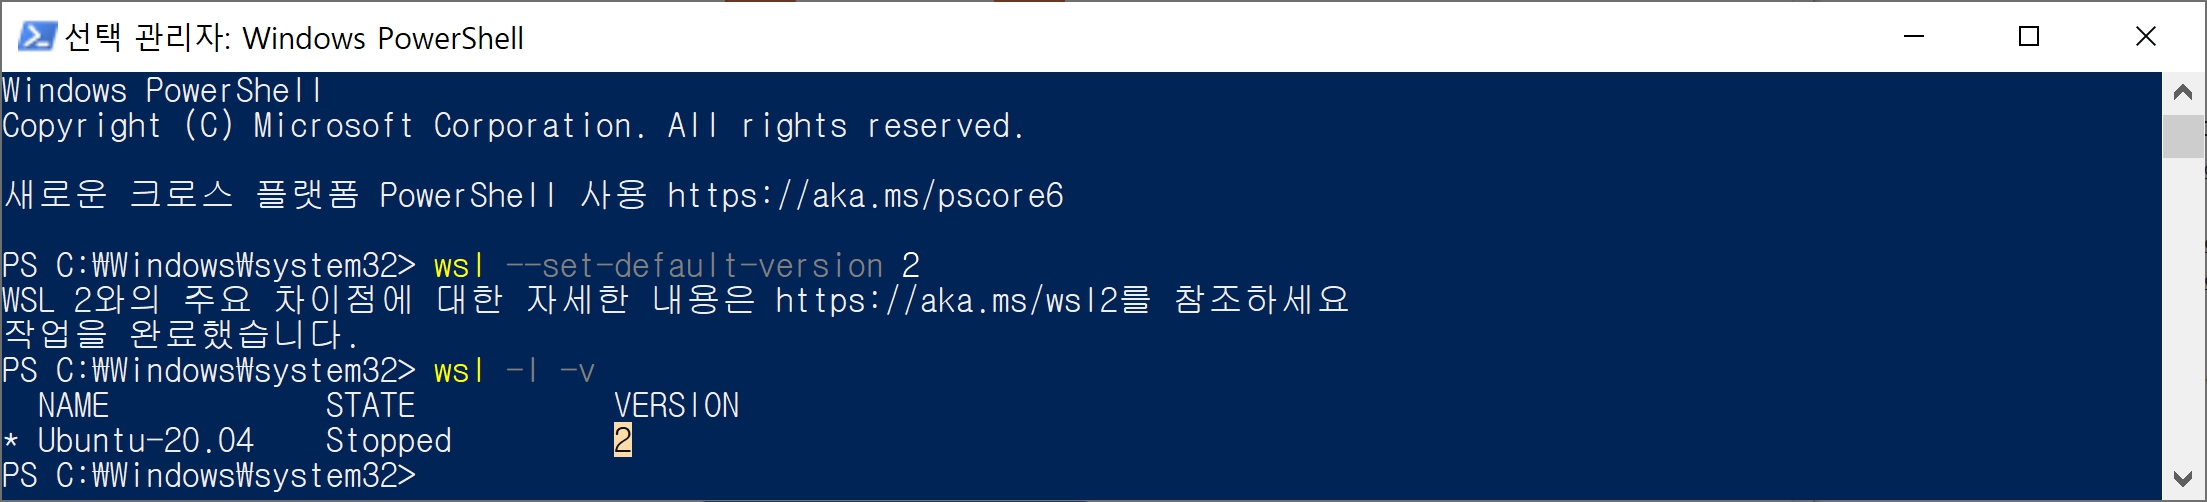 선택 관리자: Windows PowerShell
Windows PowerShell
Copyright (C) Microsoft Corporation. All rights reserved.
새로운 크로스 플랫폼 PowerShell 사용 https://aka.ms/pscore6
PS C:₩Windows₩system32> wsl --set-default-version 2
WSL 2와의 주요 차이점에 대한 자세한 내용은 https://aka.ms/wsl2를 참조하세요
작업을 완료했습니다.
PS C:₩Windows₩system32> wsl -l -v
  NAME            STATE           VERSION
* Ubuntu-20.04    Stopped         2
PS C:₩Windows₩system32>